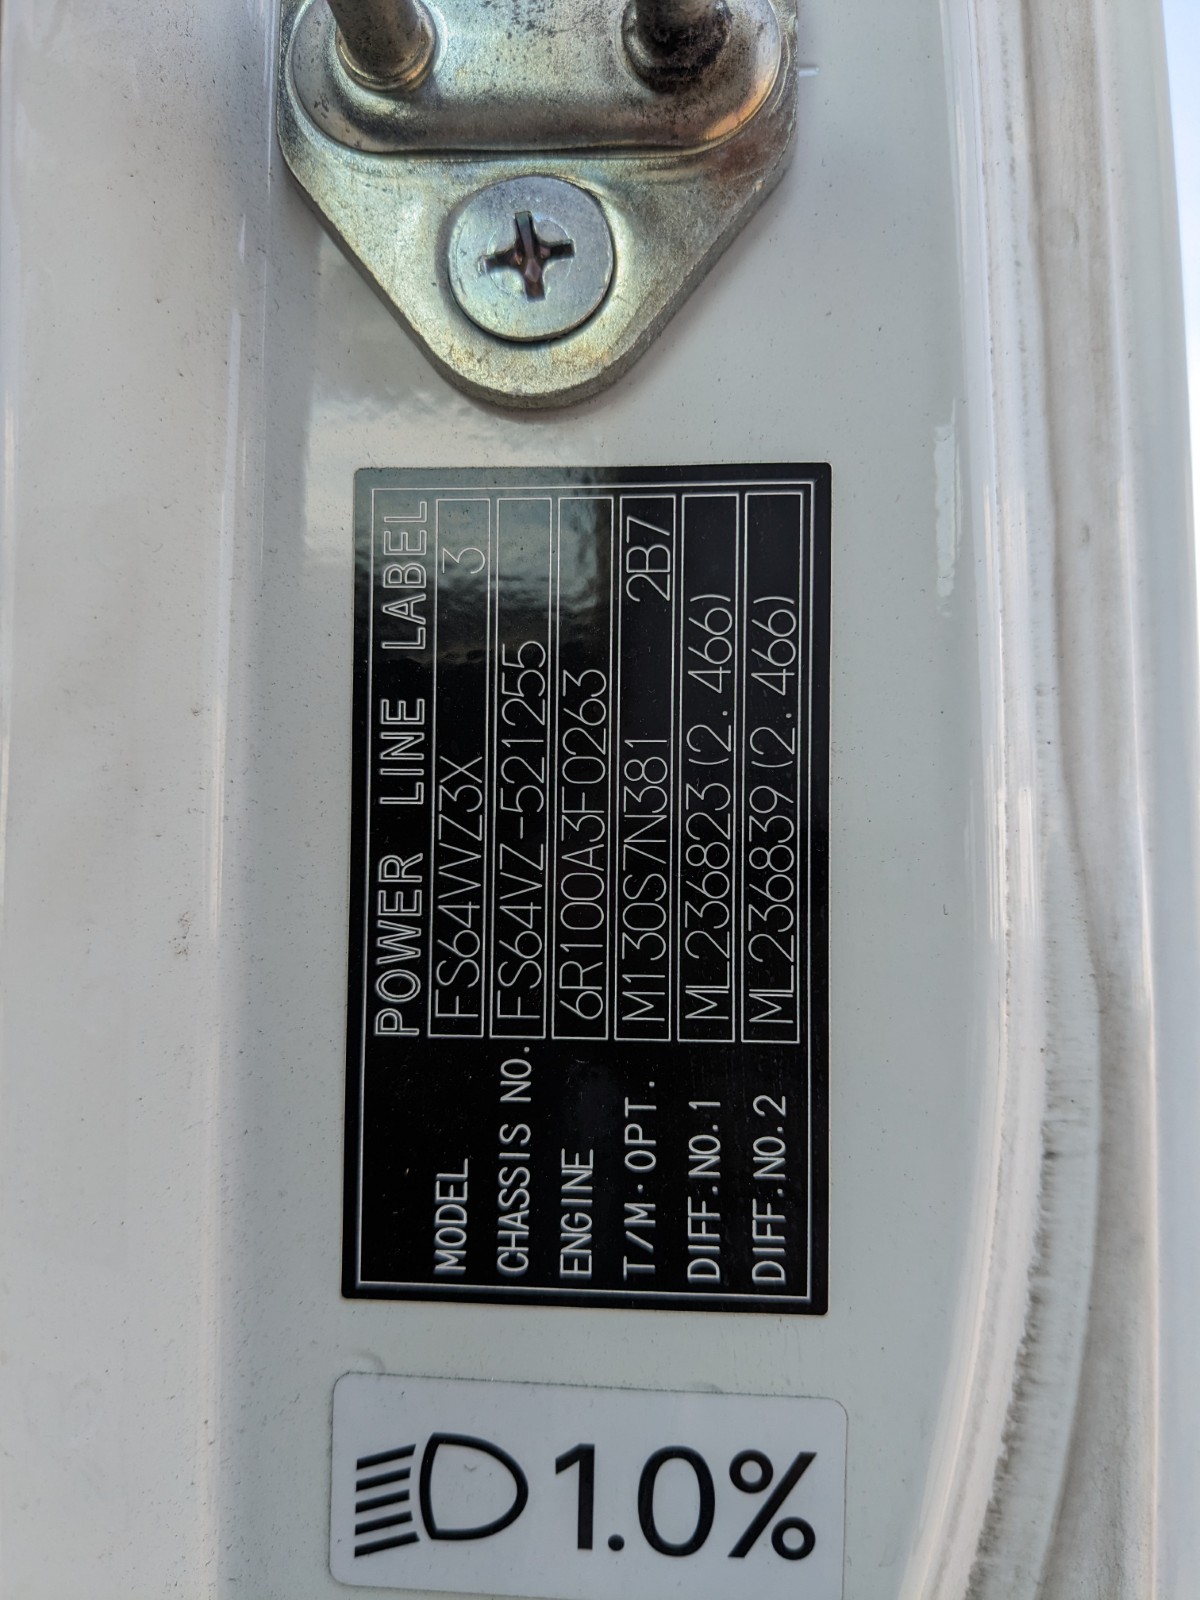 POWER LINE LABEL
MODEL FS64VVZ3X 3
CHASSIS NO. FS64VZ-521255
ENGINE 6R100A3F0263
T/M·OPT. M130S7N381 2B7
DIFF.NO.1 ML236823(2.466)
DIFF.NO.2 ML236839(2.466)
1.0%